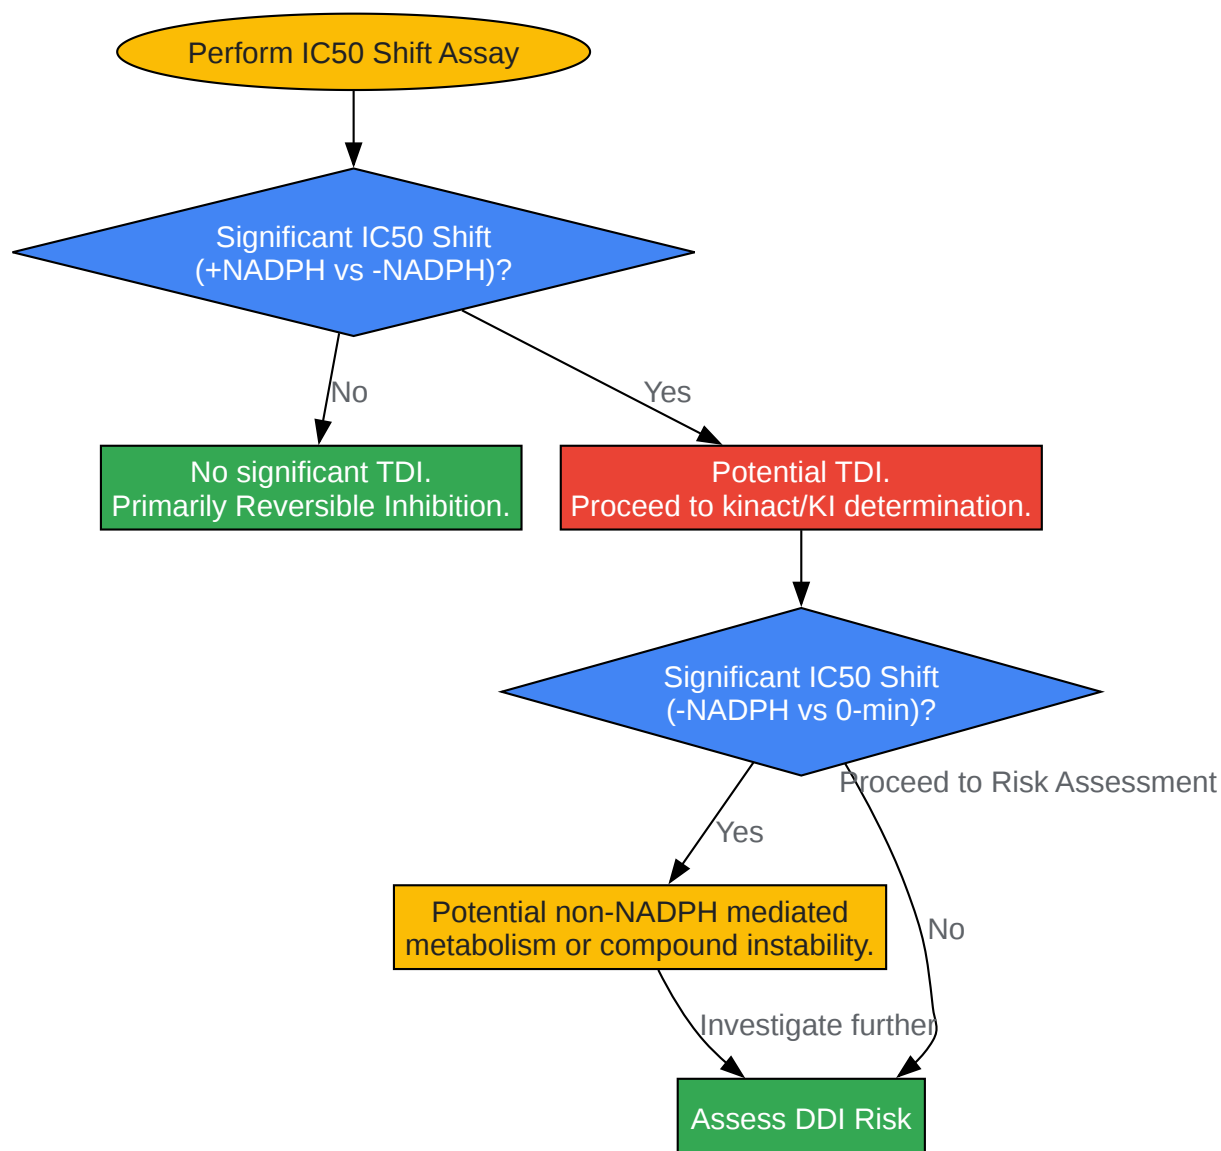 Perform IC50 Shift Assay
Significant IC50 Shift
(+NADPH vs -NADPH)?
No
Yes
No significant TDI.
Primarily Reversible Inhibition.
Potential TDI.
Proceed to kinact/KI determination.
Significant IC50 Shift
(-NADPH vs 0-min)?
Proceed to Risk Assessment
Yes
Potential non-NADPH mediated
metabolism or compound instability.
No
Investigate further
Assess DDI Risk